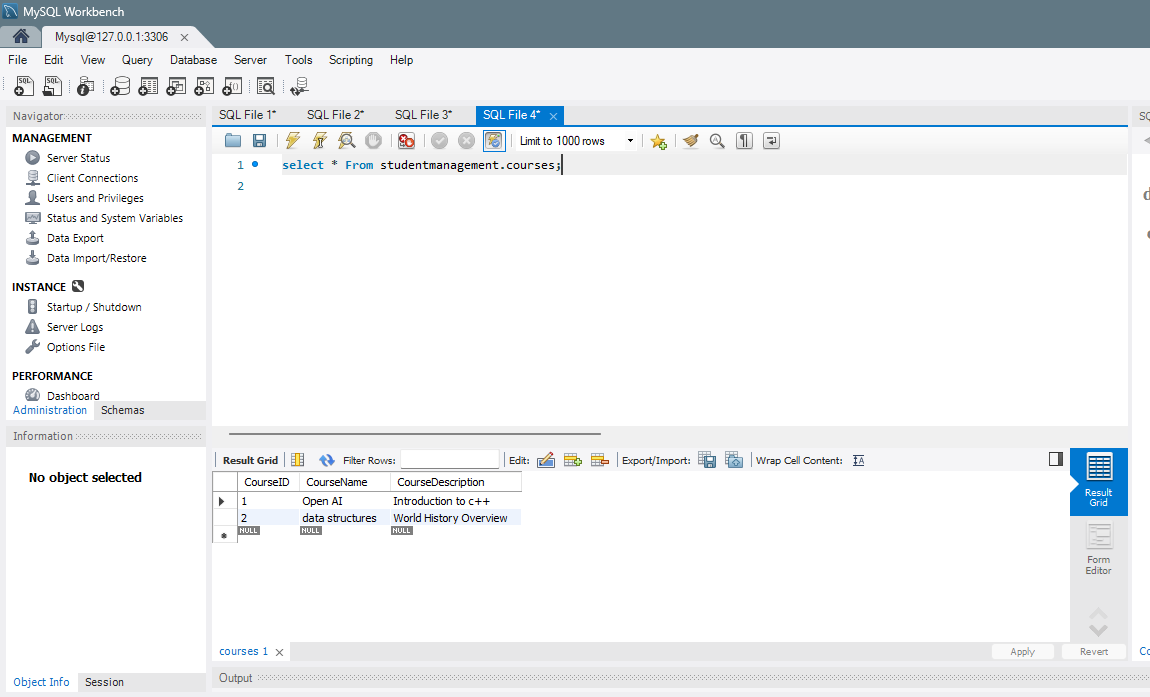 MySQL Workbench
Mysql@127.0.0.1:3306
File Edit View Query Database Server Tools Scripting Help
Navigator
MANAGEMENT
Server Status
Client Connections
Users and Privileges
Status and System Variables
Data Export
Data Import/Restore
INSTANCE
Startup / Shutdown
Server Logs
Options File
PERFORMANCE
Dashboard
Administration Schemas
Information
No object selected
Object Info Session
SQL File 1* SQL File 2* SQL File 3* SQL File 4*
Limit to 1000 rows
1 select * From studentmanagement.courses;
2
Result Grid Filter Rows: Edit: Export/Import: Wrap Cell Content:
CourseID CourseName CourseDescription
1 Open AI Introduction to c++
2 data structures World History Overview
NULL NULL NULL
Result
Grid
Form
Editor
courses 1 Apply Revert
Output